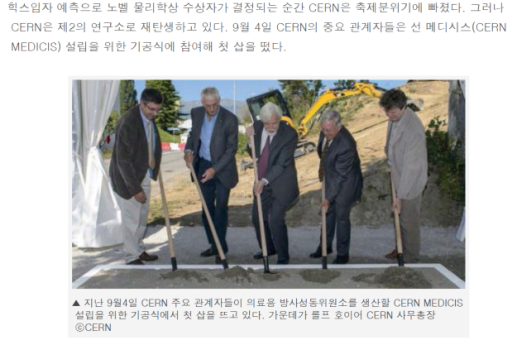 힉스입자 예측으로 노벨 물리학상 수상자가 결정되는 순간 CERN은 축제분위기에 빠졌다. 그러나
CERN은 제2의 연구소로 재탄생하고 있다. 9월 4일 CERN의 중요 관계자들은 선 메디시스(CERN
MEDICIS) 설립을 위한 기공식에 참여해 첫 삽을 떴다.
▲ 지난 9월4일 CERN 주요 관계자들이 의료용 방사성동위원소를 생산할 CERN MEDICIS
설립을 위한 기공식에서 첫 삽을 뜨고 있다. 가운데가 롤프 호이어 CERN 사무총장
ⓒCERN